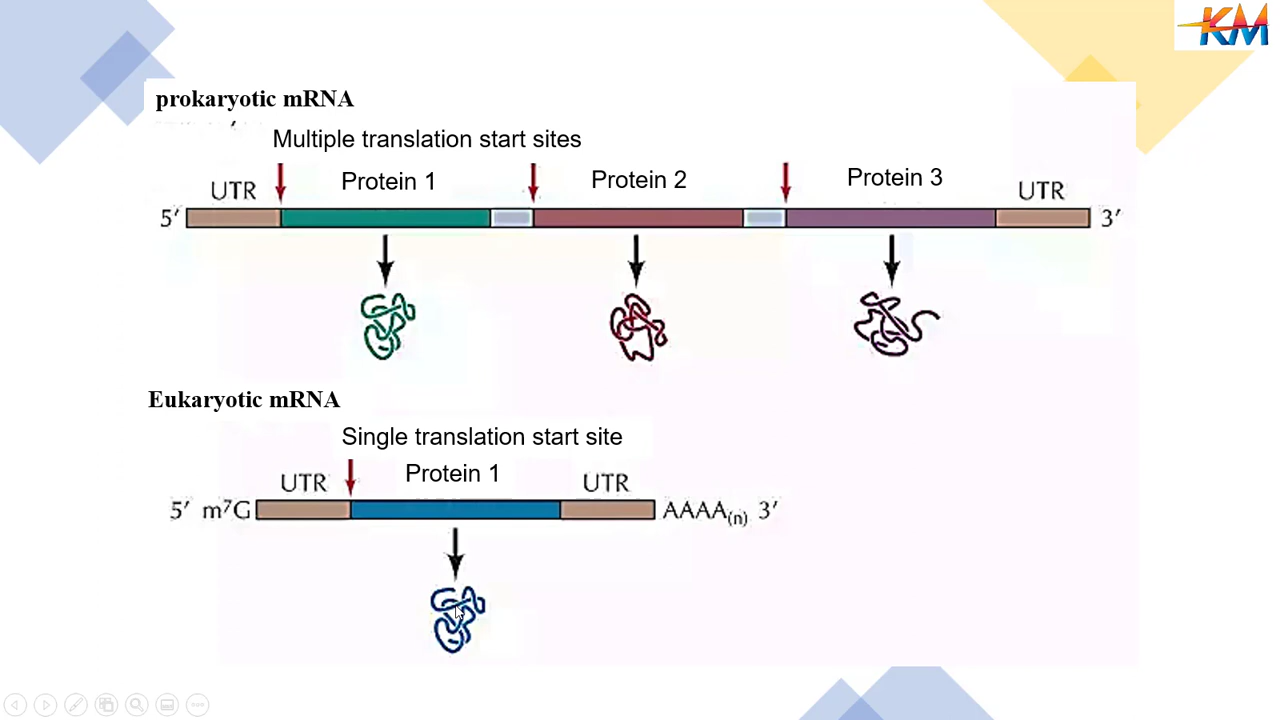 KM
prokaryotic mRNA
Multiple translation start sites
UTR Protein 1 Protein 2 Protein 3 UTR
5′ 3′
Eukaryotic mRNA
Single translation start site
UTR Protein 1 UTR
5′ m⁷G AAAA(n) 3′